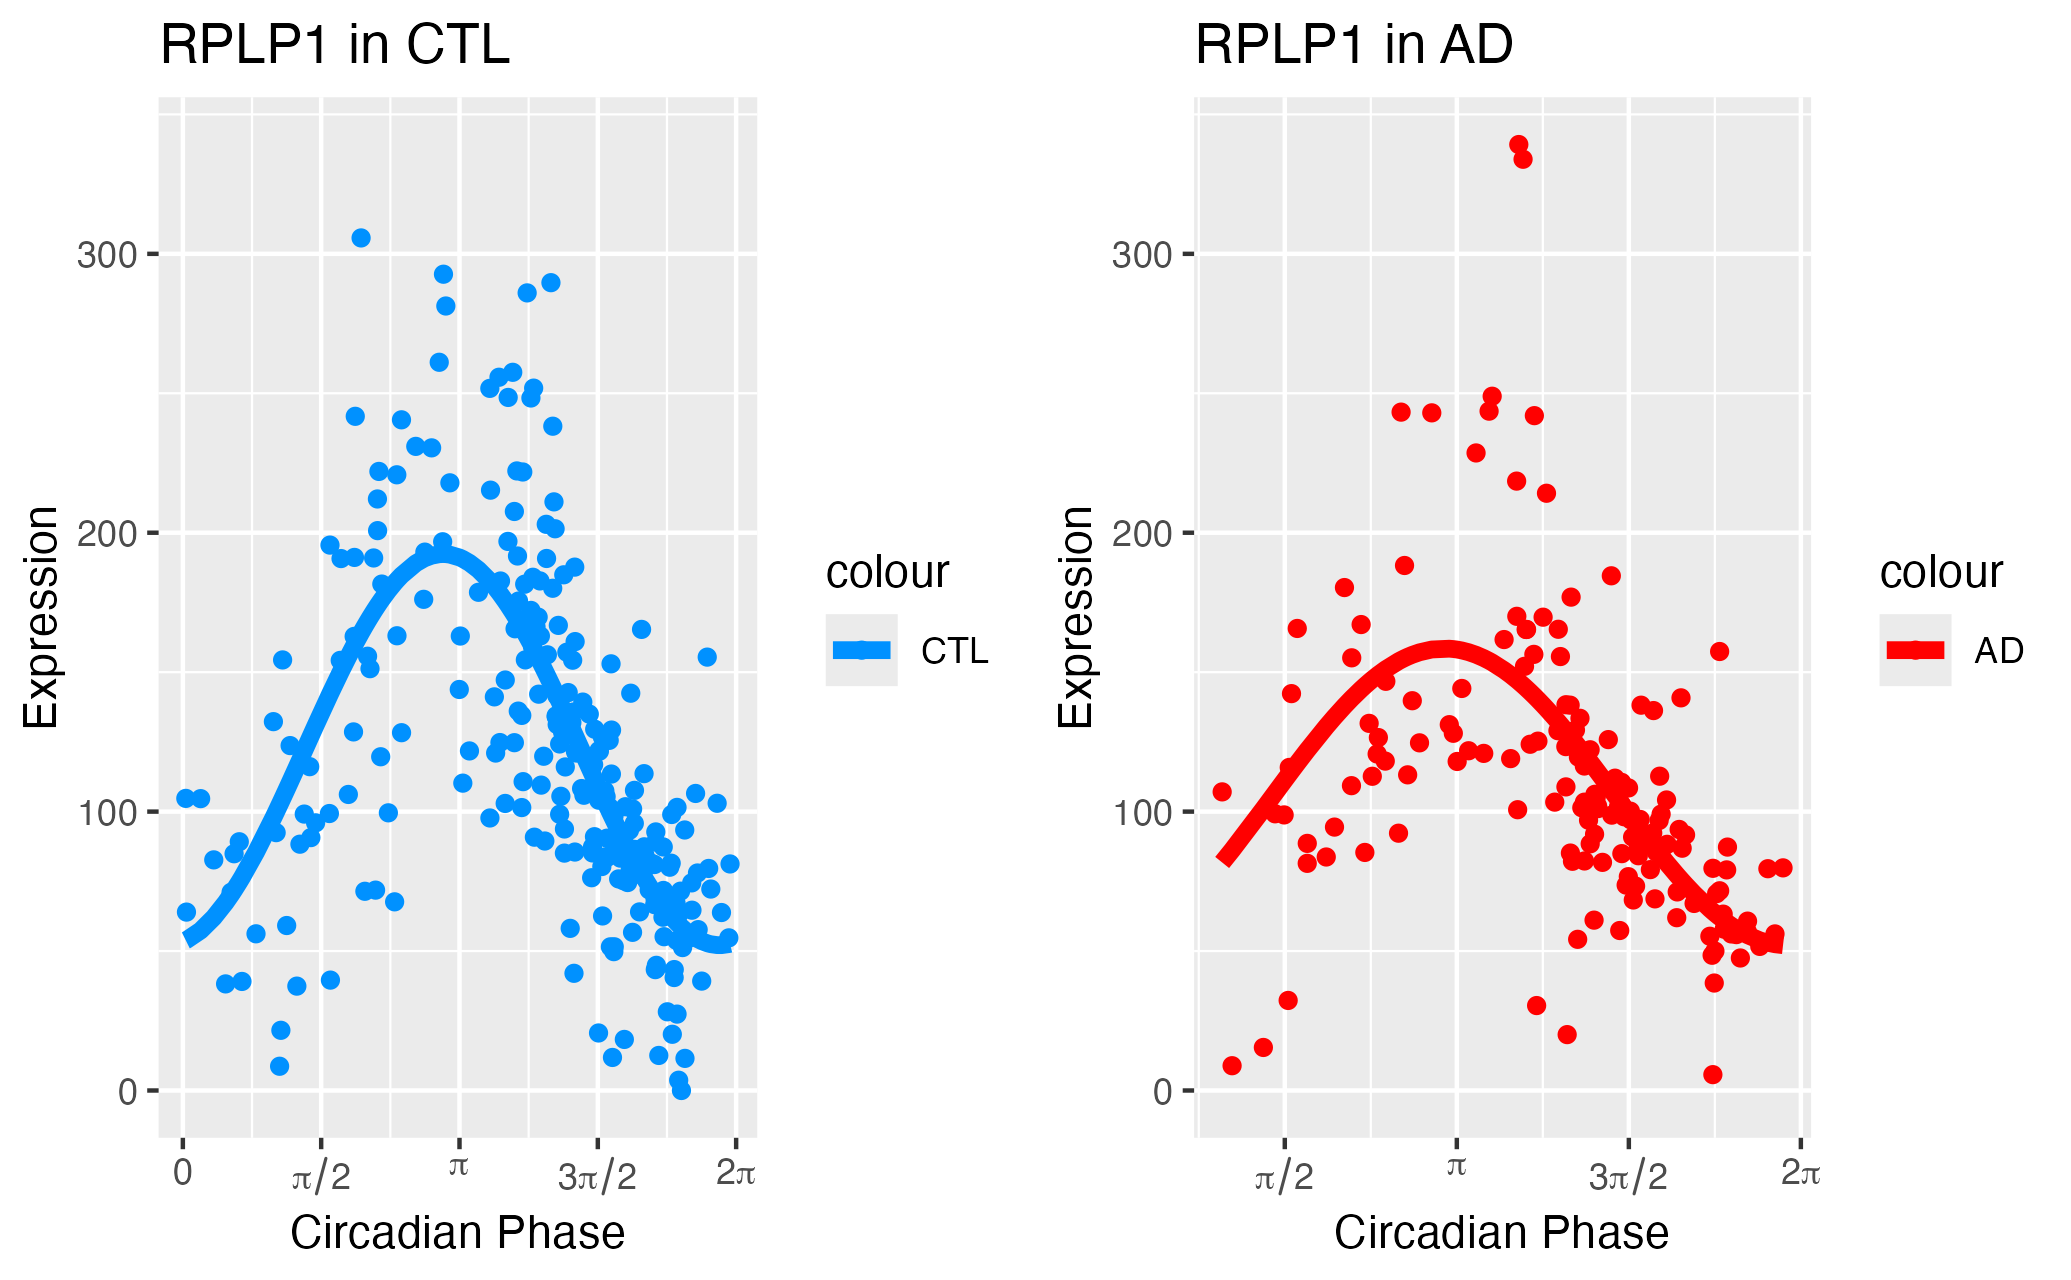 RPLP1 in CTL
Expression
300
200
100
0
0 π/2 π 3π/2 2π
Circadian Phase
colour
CTL
RPLP1 in AD
Expression
300
200
100
0
π/2 π 3π/2 2π
Circadian Phase
colour
AD